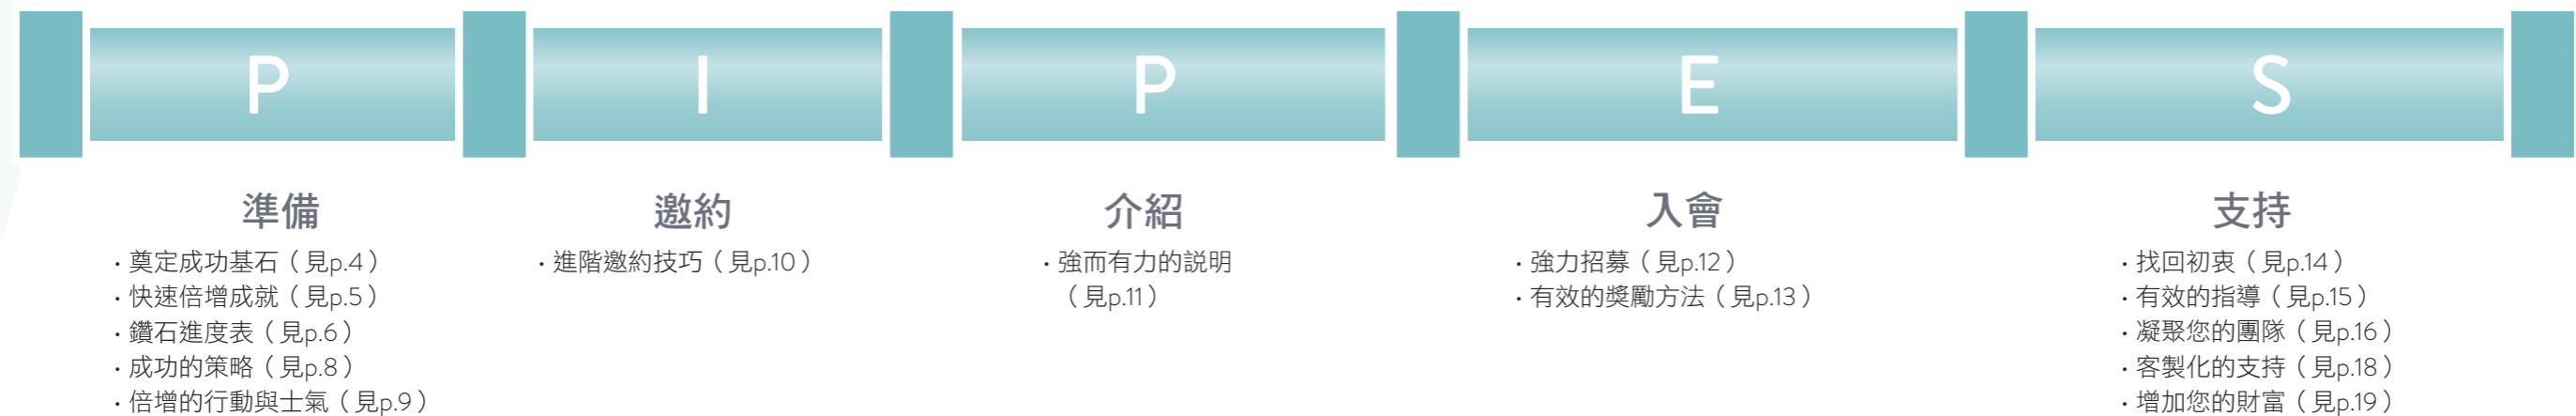 P
I
P
E
S
準備
・奠定成功基石（見p.4）
・快速倍增成就（見p.5）
・鑽石進度表（見p.6）
・成功的策略（見p.8）
・倍增的行動與士氣（見p.9）
邀約
・進階邀約技巧（見p.10）
介紹
・強而有力的説明
（見p.11）
入會
・強力招募（見p.12）
・有效的獎勵方法（見p.13）
支持
・找回初衷（見p.14）
・有效的指導（見p.15）
・凝聚您的團隊（見p.16）
・客製化的支持（見p.18）
・增加您的財富（見p.19）